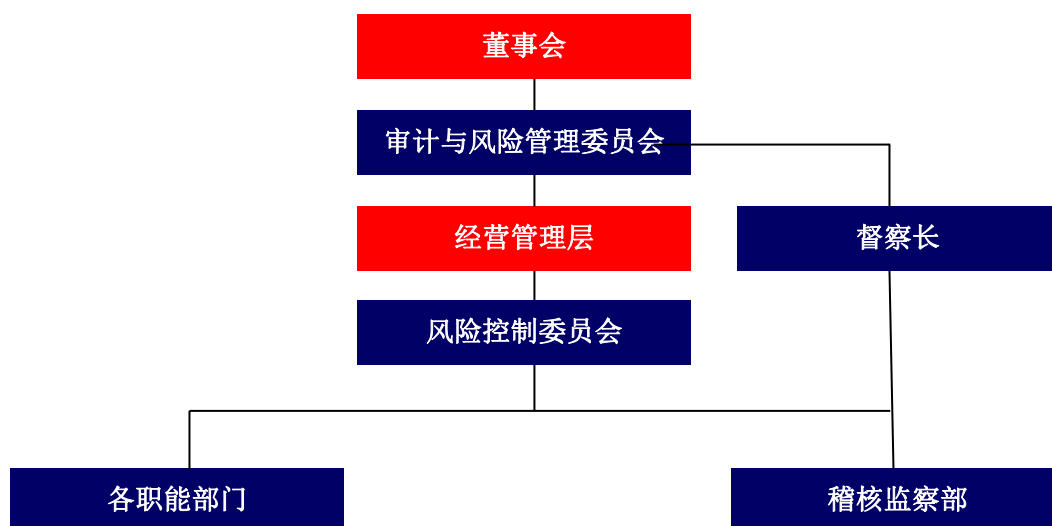 董事会
审计与风险管理委员会
经营管理层
督察长
风险控制委员会
各职能部门
稽核监察部